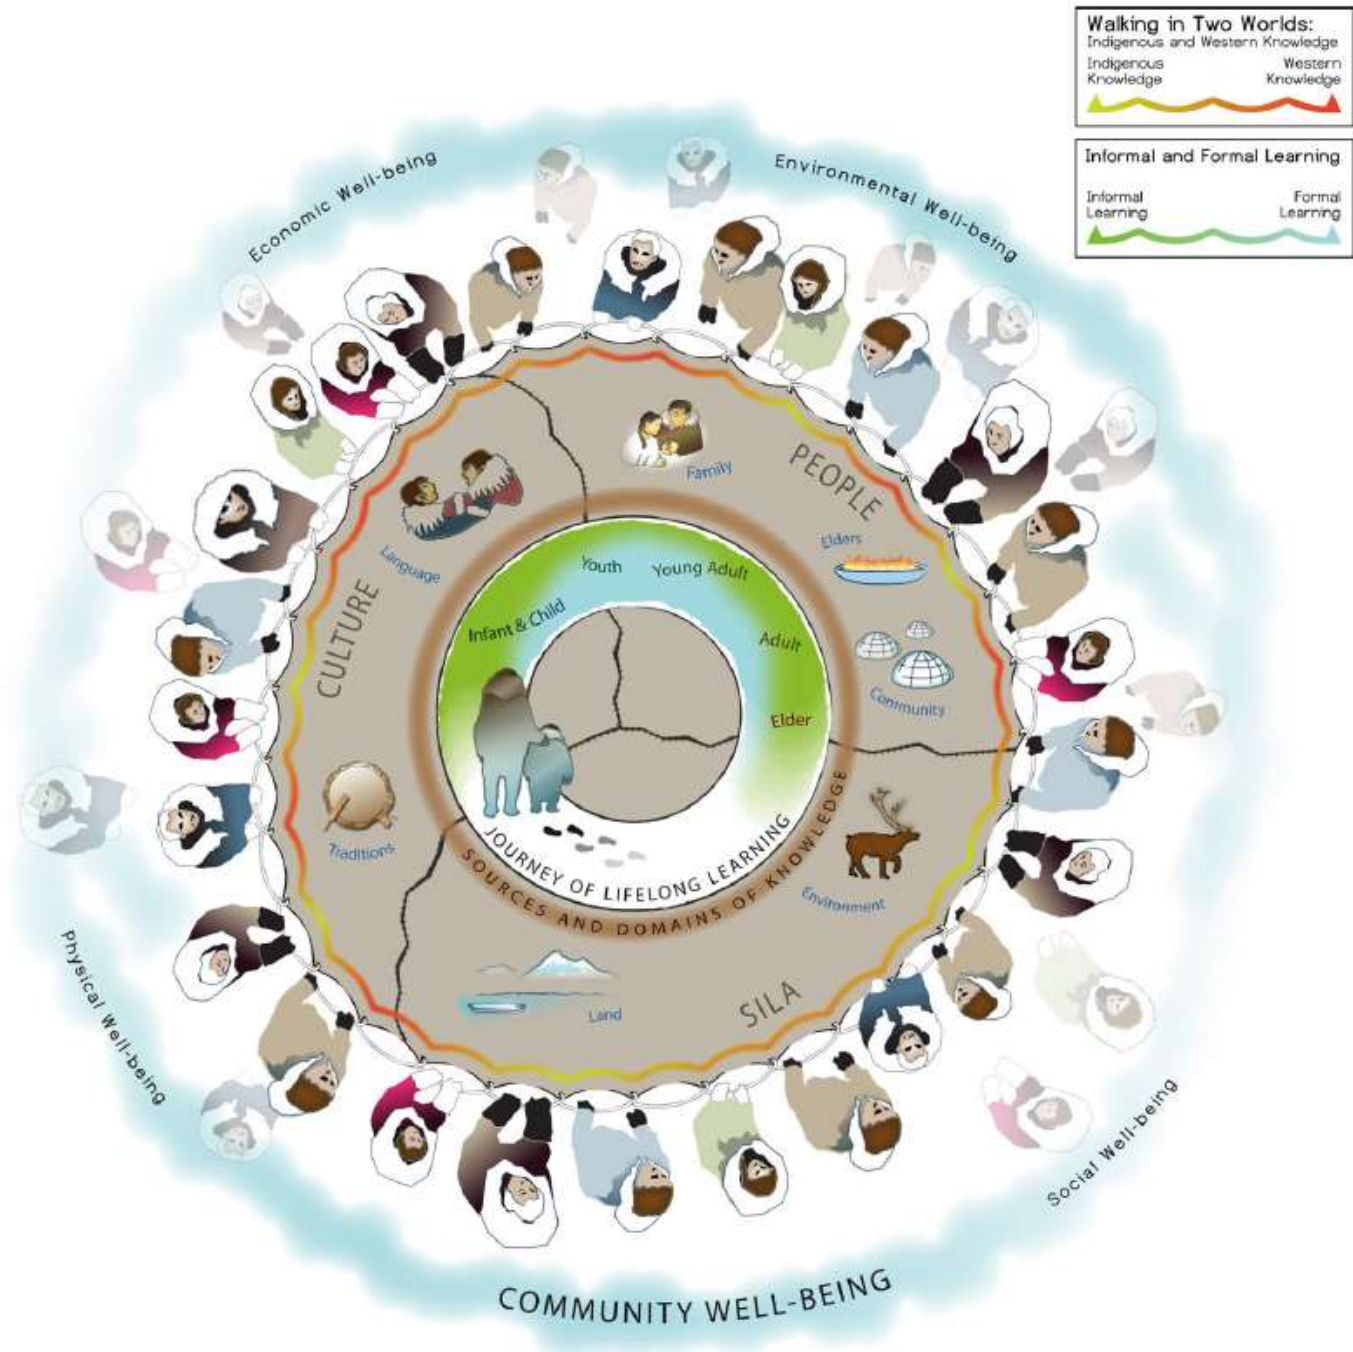 Walking in Two Worlds:
Indigenous and Western Knowledge
Indigenous Knowledge
Western Knowledge
Informal and Formal Learning
Informal Learning
Formal Learning
Economic Well-being
Environmental Well-being
Family
PEOPLE
Language
Elders
Youth
Young Adult
Infant & Child
CULTURE
Adult
Community
Elder
Traditions
JOURNEY OF LIFELONG LEARNING
SOURCES AND DOMAINS OF KNOWLEDGE
Environment
Land
SILA
Physical Well-being
Social Well-being
COMMUNITY WELL-BEING